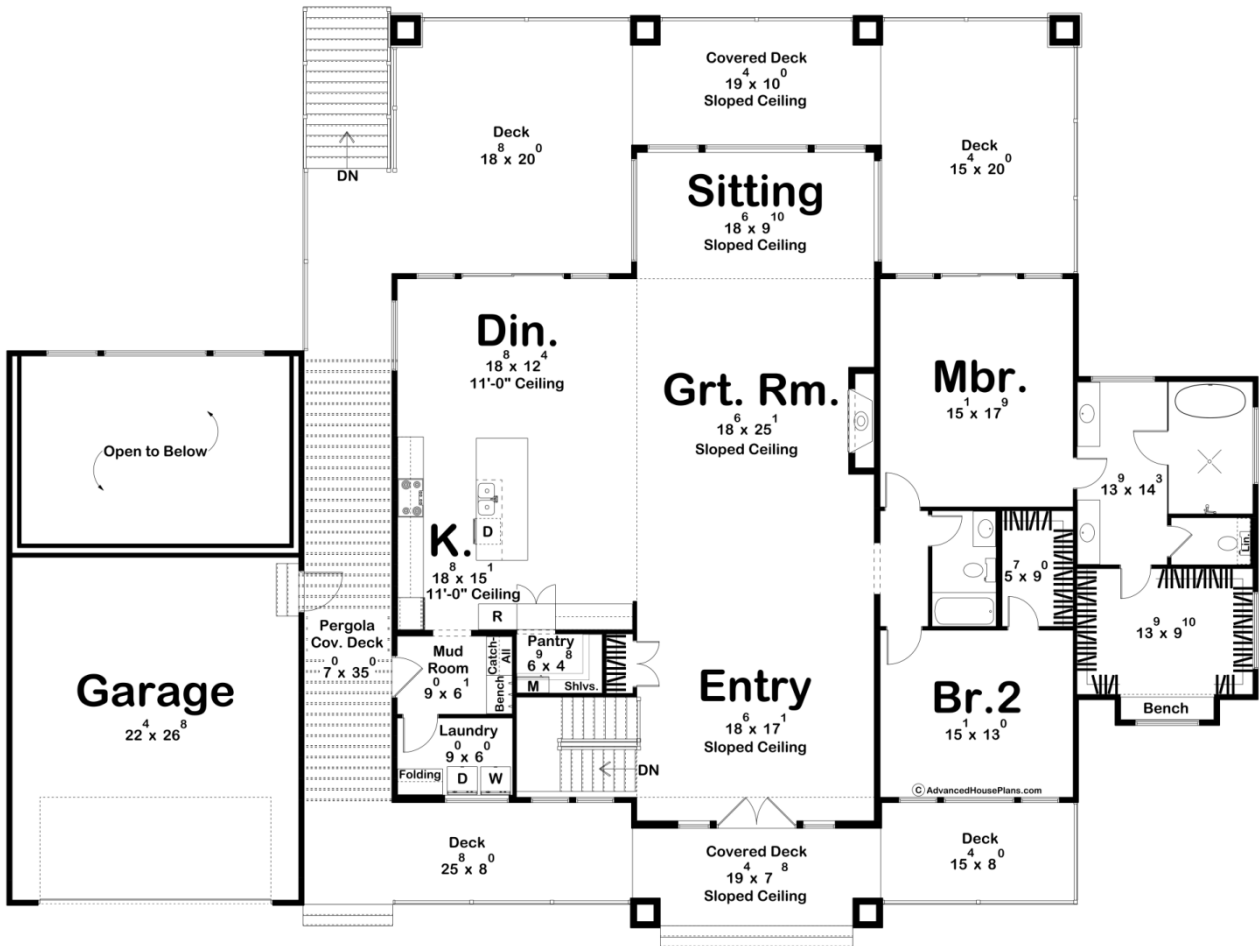 Covered Deck
19⁴ x 10⁰
Sloped Ceiling
Deck
18⁸ x 20⁰
Deck
15⁴ x 20⁰
DN
Sitting
18⁶ x 9¹⁰
Sloped Ceiling
Din.
18⁸ x 12⁴
11'-0" Ceiling
Grt. Rm.
18⁶ x 25¹
Sloped Ceiling
Mbr.
15¹ x 17⁹
Open to Below
13⁹ x 14³
D
K.
18⁸ x 15¹
11'-0" Ceiling
R
Lin.
5⁷ x 9⁰
Pergola
Cov. Deck
7⁰ x 35⁰
Mud
Room
9⁰ x 6¹
Catch-
All
Bench
Pantry
6⁹ x 4⁸
M
Shlvs.
13⁹ x 9¹⁰
Bench
Garage
22⁴ x 26⁸
Entry
18⁶ x 17¹
Sloped Ceiling
Br.2
15¹ x 13⁰
Laundry
9⁰ x 6⁰
Folding
D
W
DN
© AdvancedHousePlans.com
Deck
25⁸ x 8⁰
Covered Deck
19⁴ x 7⁸
Sloped Ceiling
Deck
15⁴ x 8⁰